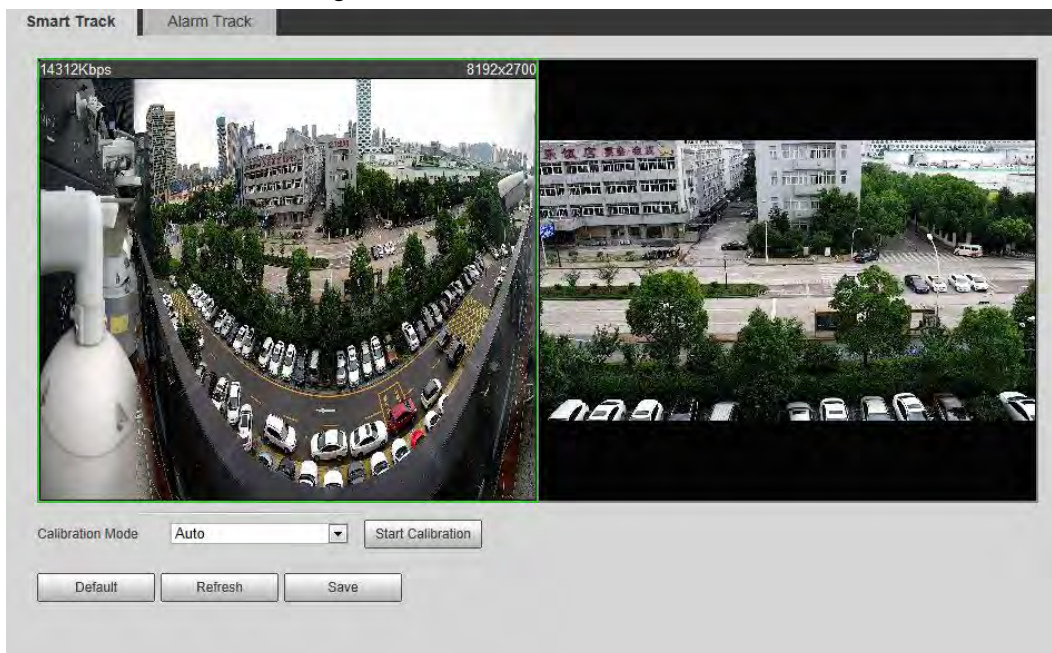 Smart Track
Alarm Track
14312Kbps
8192x2700
Calibration Mode
Auto
Start Calibration
Default
Refresh
Save